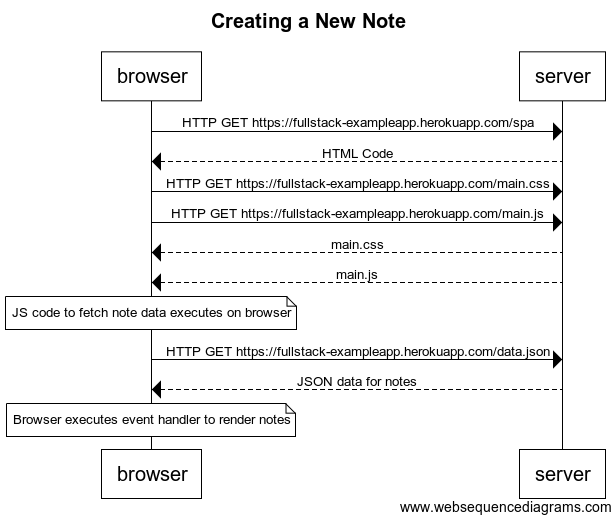 Creating a New Note
browser server
HTTP GET https://fullstack-exampleapp.herokuapp.com/spa
HTML Code
HTTP GET https://fullstack-exampleapp.herokuapp.com/main.css
HTTP GET https://fullstack-exampleapp.herokuapp.com/main.js
main.css
main.js
JS code to fetch note data executes on browser
HTTP GET https://fullstack-exampleapp.herokuapp.com/data.json
JSON data for notes
Browser executes event handler to render notes
browser server
www.websequencediagrams.com